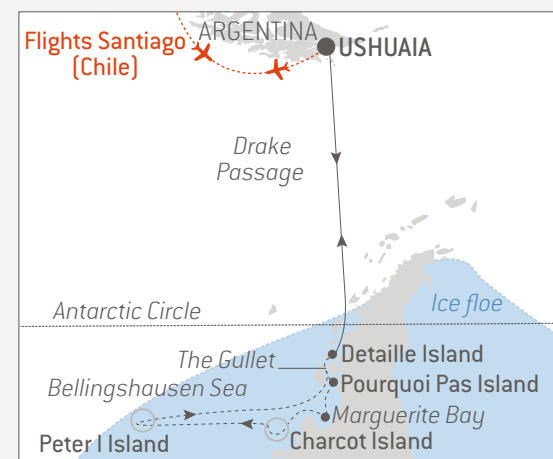 ARGENTINA
Flights Santiago
(Chile)
USHUAIA
Drake
Passage
Antarctic Circle
Ice floe
The Gullet
Detaille Island
Bellingshausen Sea
Pourquoi Pas Island
Marguerite Bay
Peter I Island
Charcot Island